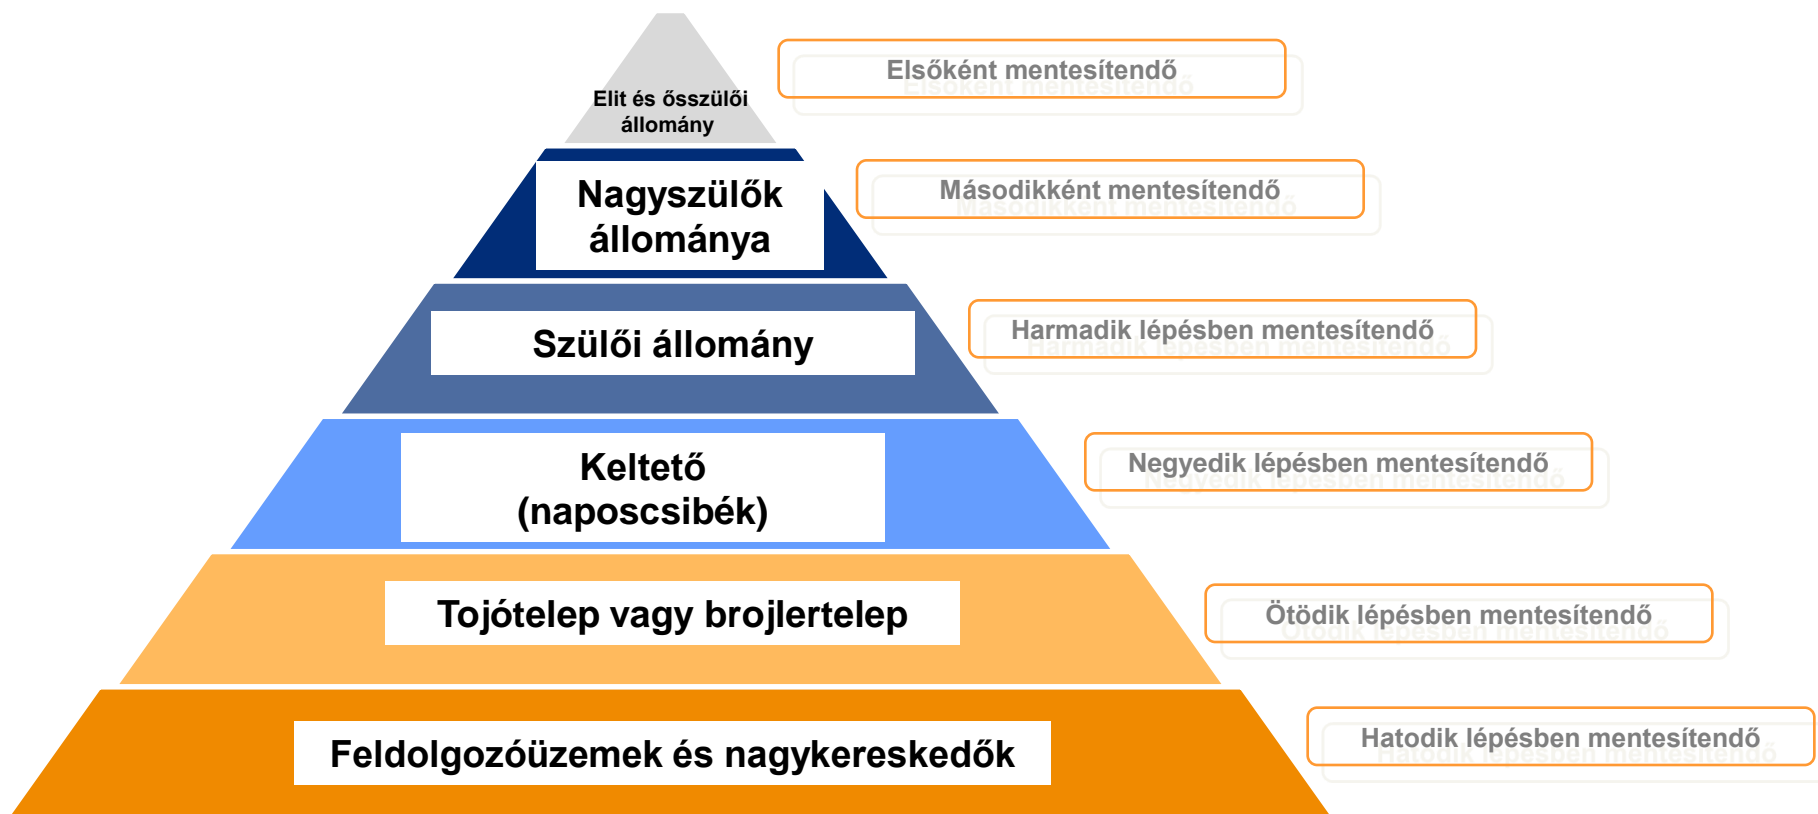 Elsőként mentesítendő
Elit és ősszülői
állomány
Másodikként mentesítendő
Nagyszülők
állománya
Harmadik lépésben mentesítendő
Szülői állomány
Negyedik lépésben mentesítendő
Keltető
(naposcsibék)
Ötödik lépésben mentesítendő
Tojótelep vagy brojlertelep
Hatodik lépésben mentesítendő
Feldolgozóüzemek és nagykereskedők